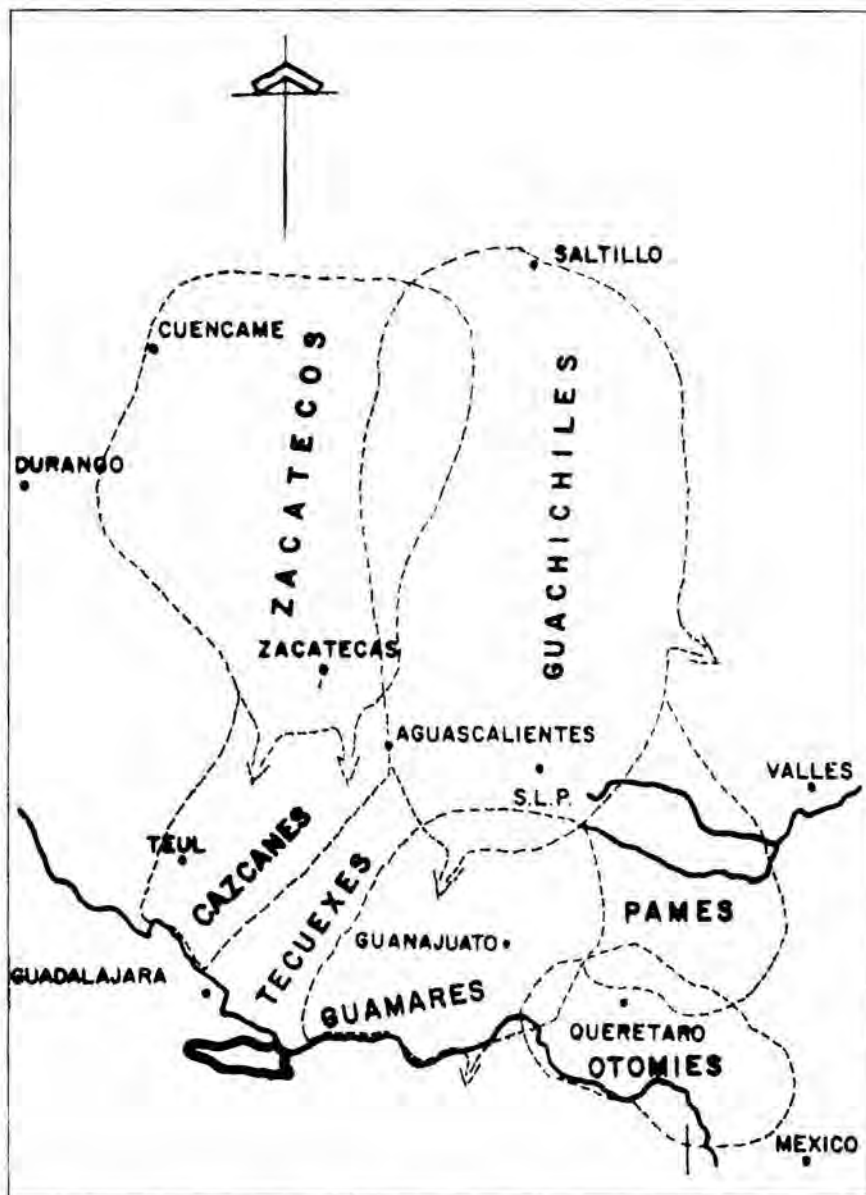 SALTILLO
CUENCAME
ZACATECOS
GUACHICHILES
DURANGO
ZACATECAS
AGUASCALIENTES
VALLES
S.L.P.
TEUL
CAZCANES
TECUEXES
PAMES
GUANAJUATO
GUADALAJARA
GUAMARES
QUERETARO
OTOMIES
MEXICO